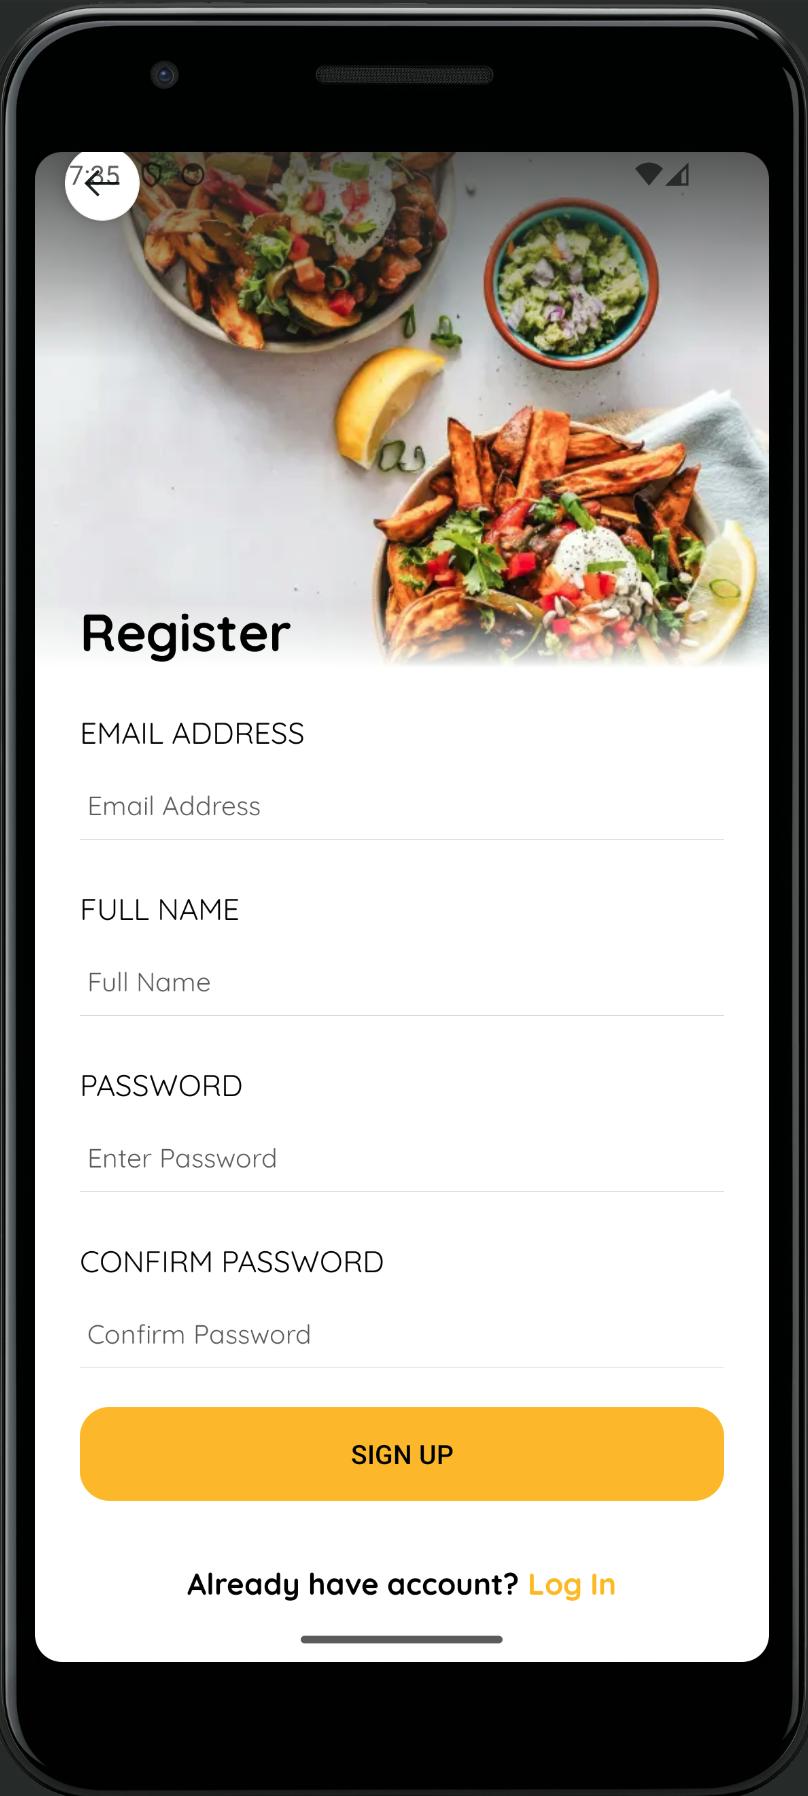 7:35
Register
EMAIL ADDRESS
Email Address
FULL NAME
Full Name
PASSWORD
Enter Password
CONFIRM PASSWORD
Confirm Password
SIGN UP
Already have account? Log In